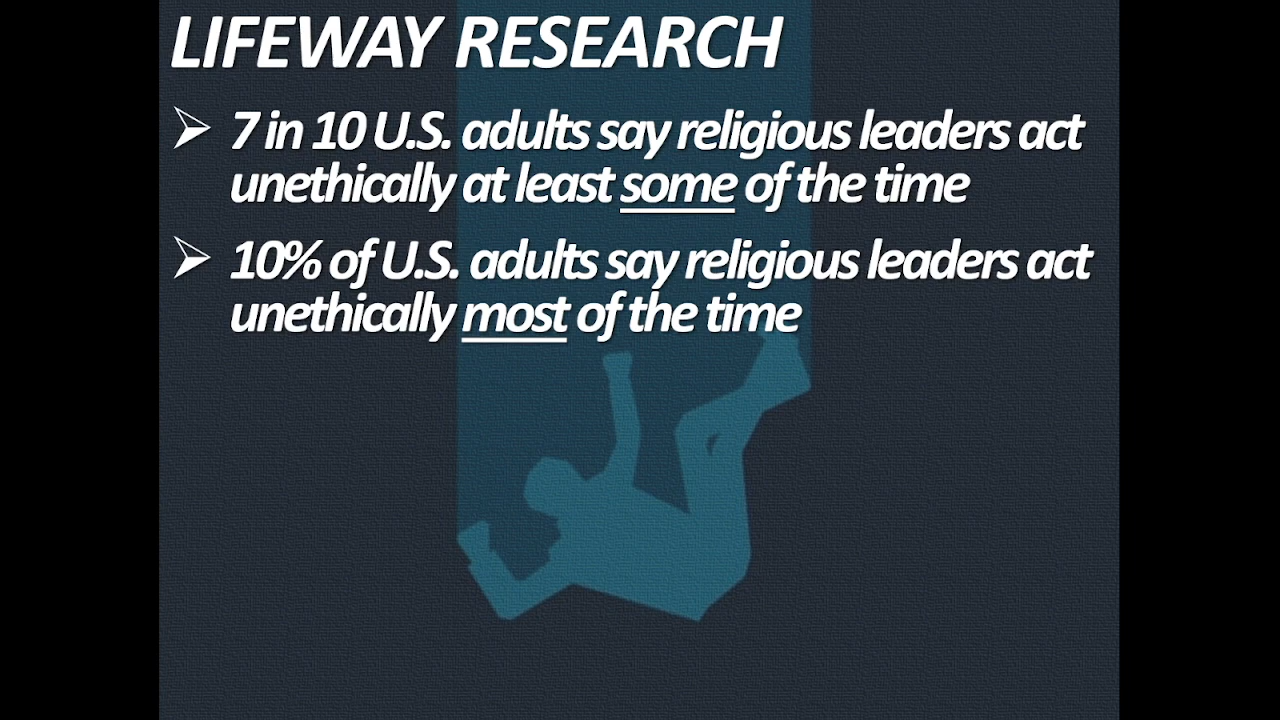 LIFEWAY RESEARCH
➢ 7 in 10 U.S. adults say religious leaders act
unethically at least some of the time
➢ 10% of U.S. adults say religious leaders act
unethically most of the time